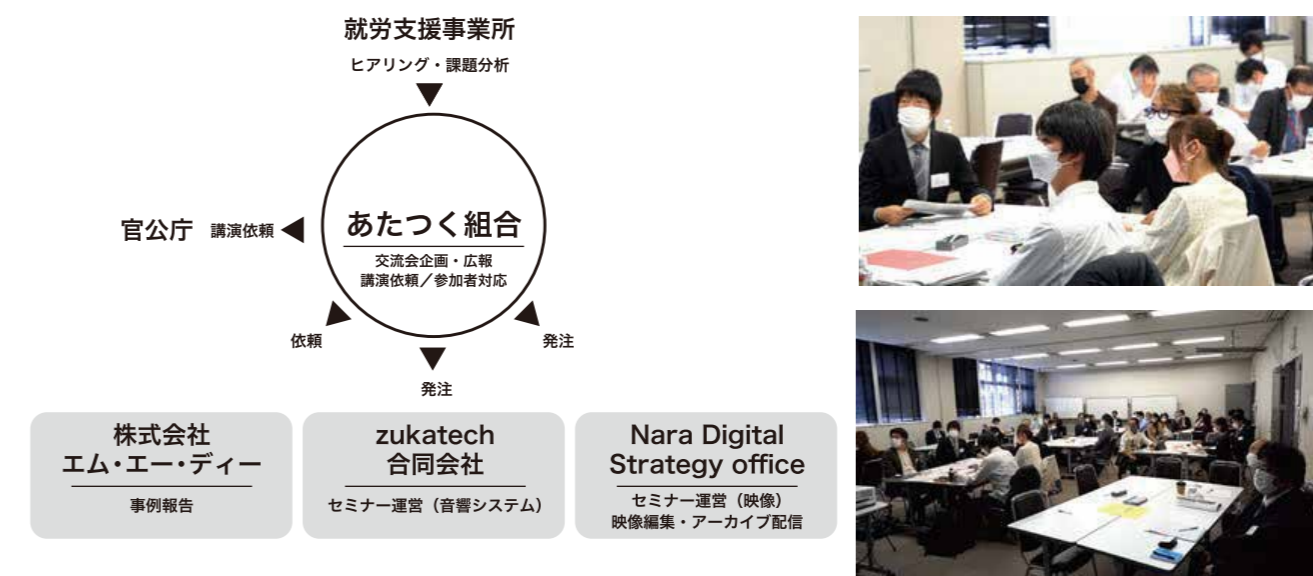 就労支援事業所
ヒアリング・課題分析
官公庁 講演依頼
あたつく組合
交流会企画・広報
講演依頼／参加者対応
依頼
発注
発注
株式会社
エム・エー・ディー
事例報告
zukatech
合同会社
セミナー運営（音響システム）
Nara Digital
Strategy office
セミナー運営（映像）
映像編集・アーカイブ配信